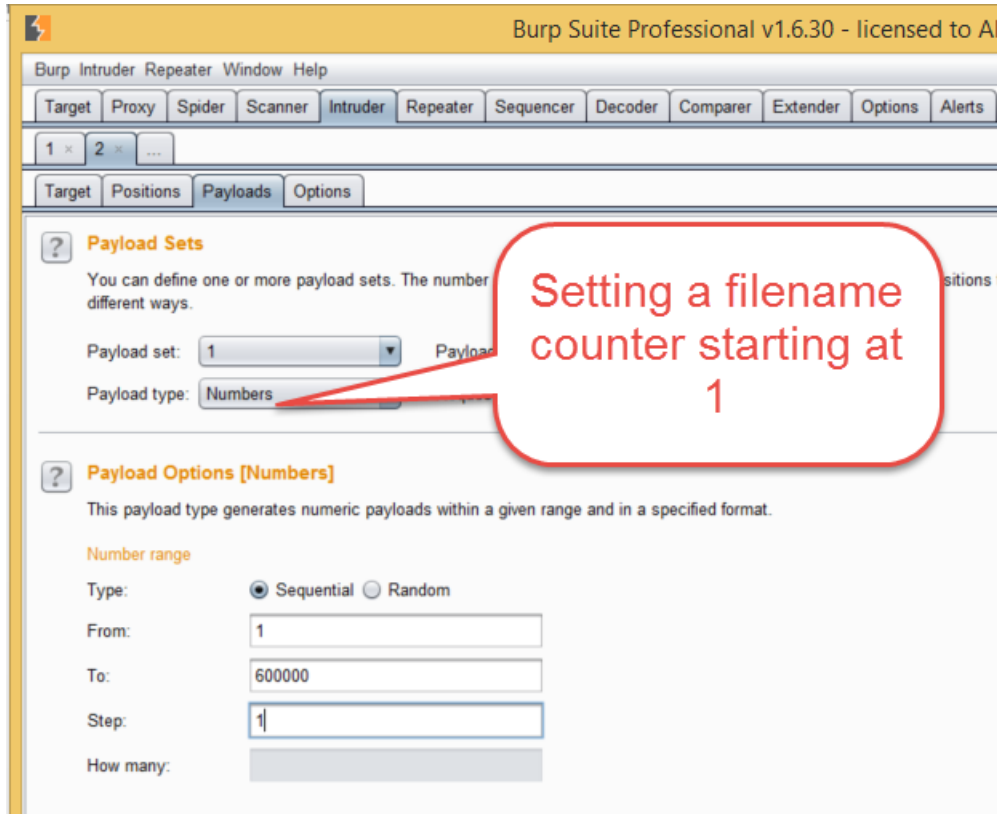 Burp Suite Professional v1.6.30 - licensed to Al
Burp Intruder Repeater Window Help
Target Proxy Spider Scanner Intruder Repeater Sequencer Decoder Comparer Extender Options Alerts
1 × 2 × ...
Target Positions Payloads Options
? Payload Sets
You can define one or more payload sets. The number sitions
different ways.
Payload set: 1 Payloa
Payload type: Numbers
Setting a filename
counter starting at
1
? Payload Options [Numbers]
This payload type generates numeric payloads within a given range and in a specified format.
Number range
Type: Sequential Random
From: 1
To: 600000
Step: 1
How many: